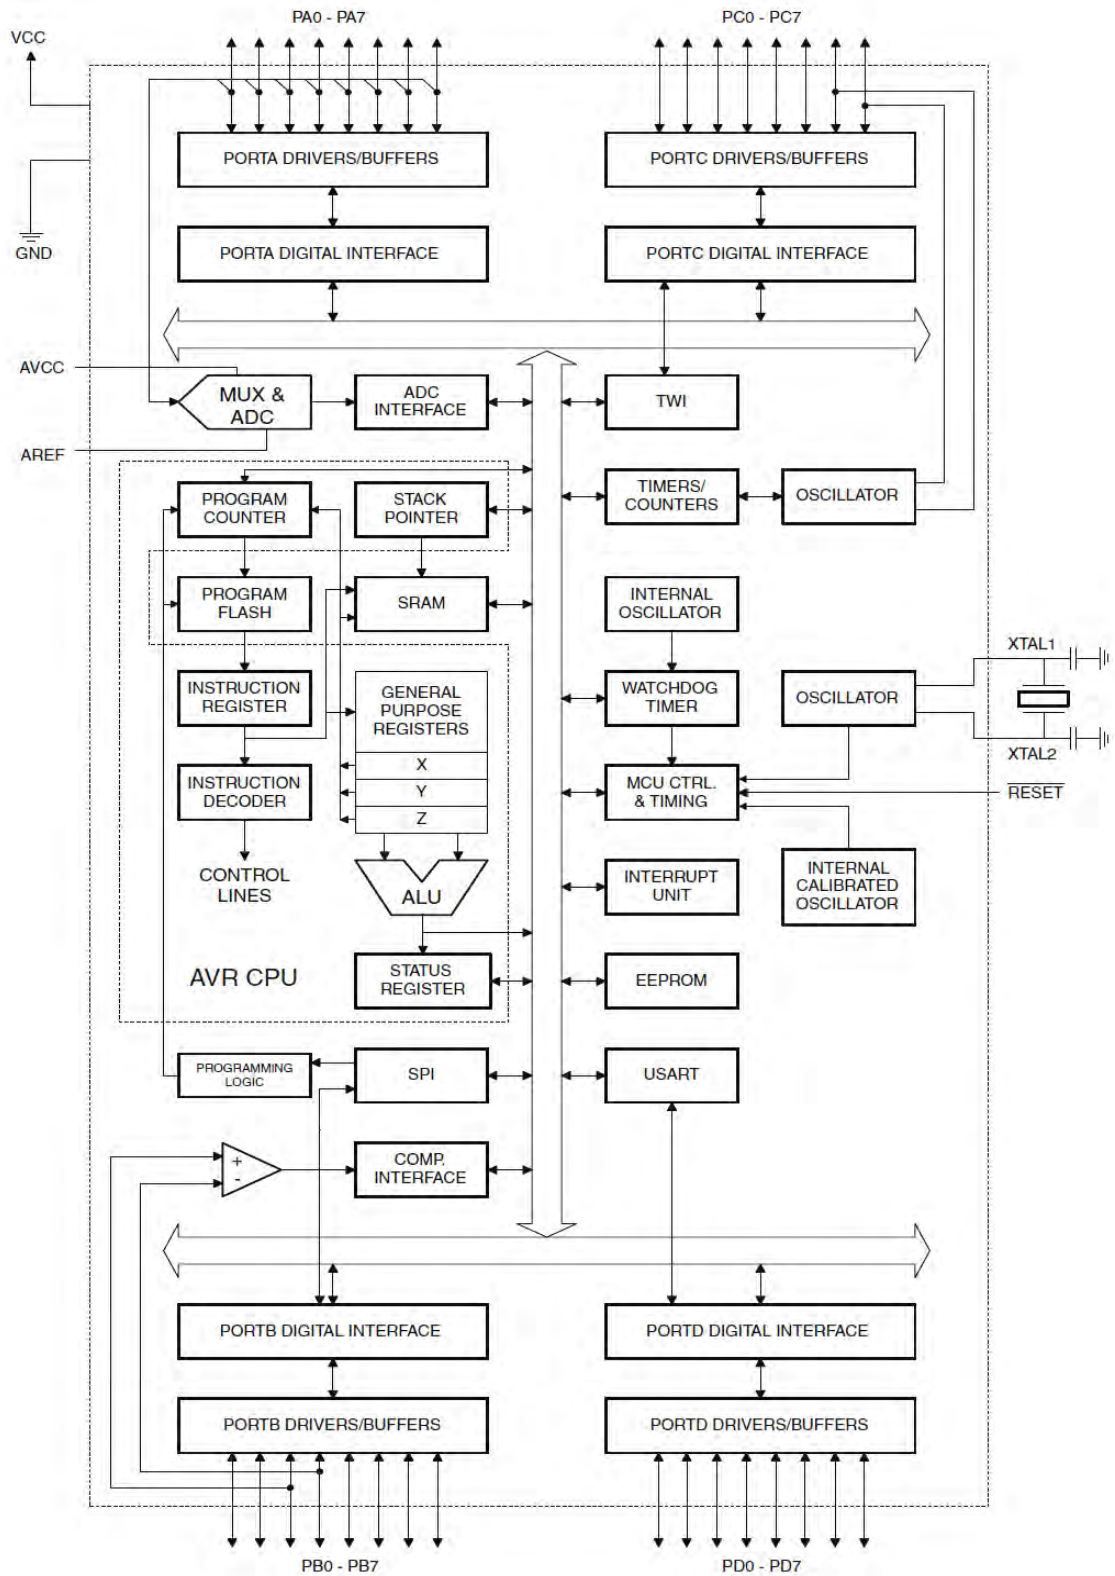 PA0 - PA7
PC0 - PC7
VCC
PORTA DRIVERS/BUFFERS
PORTC DRIVERS/BUFFERS
GND
PORTA DIGITAL INTERFACE
PORTC DIGITAL INTERFACE
AVCC
MUX &
ADC
ADC
INTERFACE
TWI
AREF
PROGRAM
COUNTER
STACK
POINTER
TIMERS/
COUNTERS
OSCILLATOR
PROGRAM
FLASH
SRAM
INTERNAL
OSCILLATOR
XTAL1
INSTRUCTION
REGISTER
GENERAL
PURPOSE
REGISTERS
WATCHDOG
TIMER
OSCILLATOR
XTAL2
X
Y
Z
INSTRUCTION
DECODER
MCU CTRL.
& TIMING
RESET
CONTROL
LINES
ALU
INTERRUPT
UNIT
INTERNAL
CALIBRATED
OSCILLATOR
AVR CPU
STATUS
REGISTER
EEPROM
PROGRAMMING
LOGIC
SPI
USART
+
-
COMP.
INTERFACE
PORTB DIGITAL INTERFACE
PORTD DIGITAL INTERFACE
PORTB DRIVERS/BUFFERS
PORTD DRIVERS/BUFFERS
PB0 - PB7
PD0 - PD7